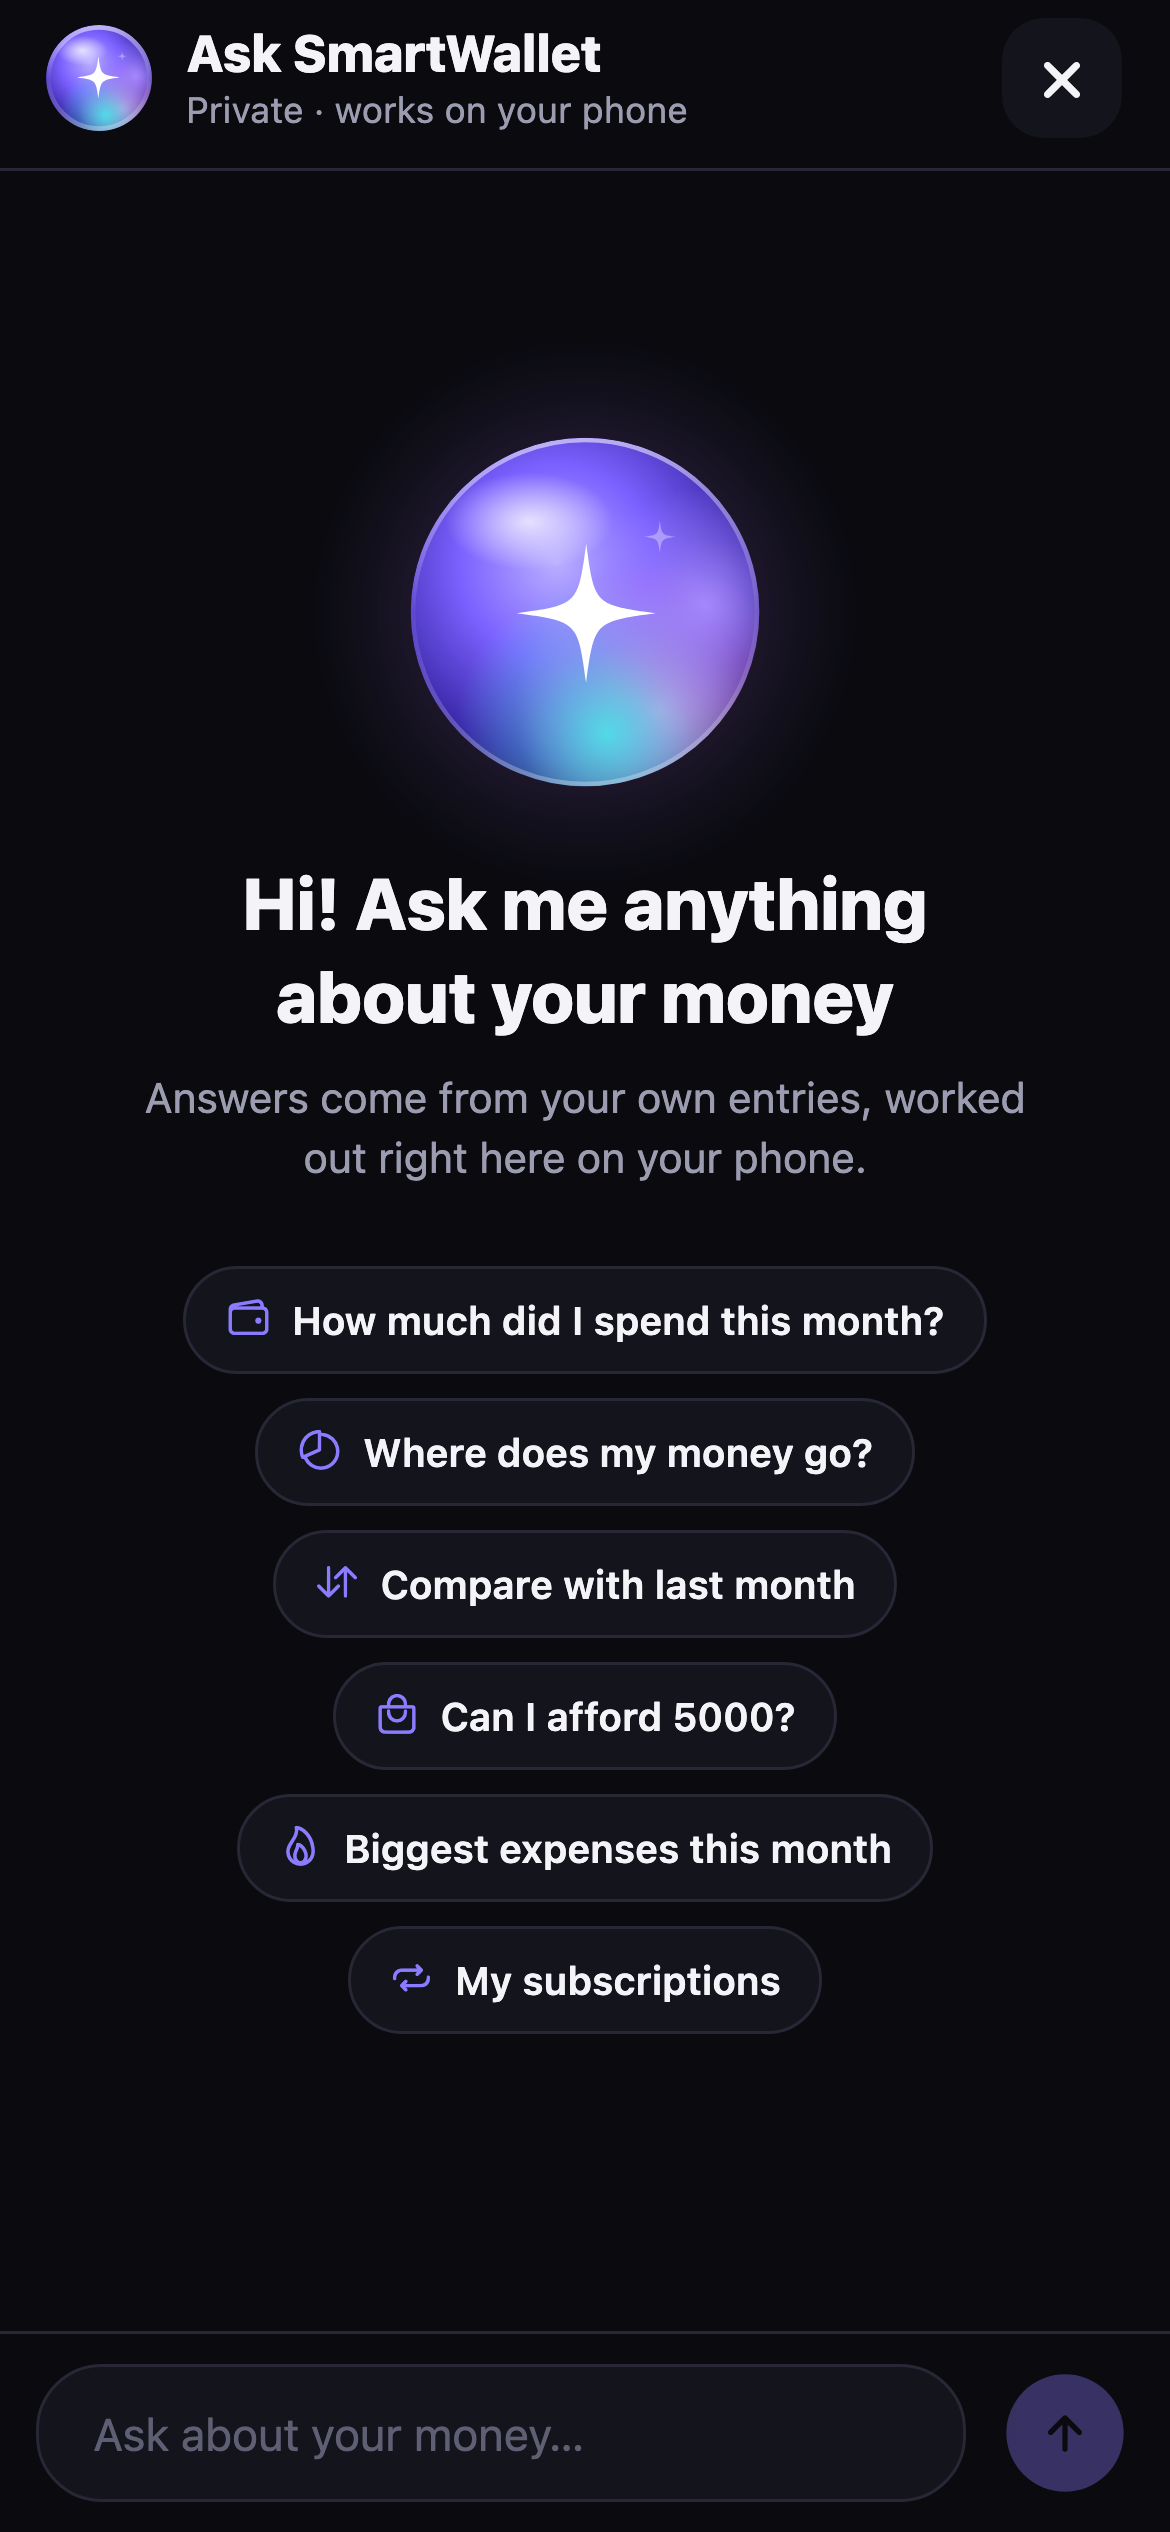 Ask SmartWallet
Private · works on your phone
Hi! Ask me anything
about your money
Answers come from your own entries, worked
out right here on your phone.
How much did I spend this month?
Where does my money go?
Compare with last month
Can I afford 5000?
Biggest expenses this month
My subscriptions
Ask about your money...